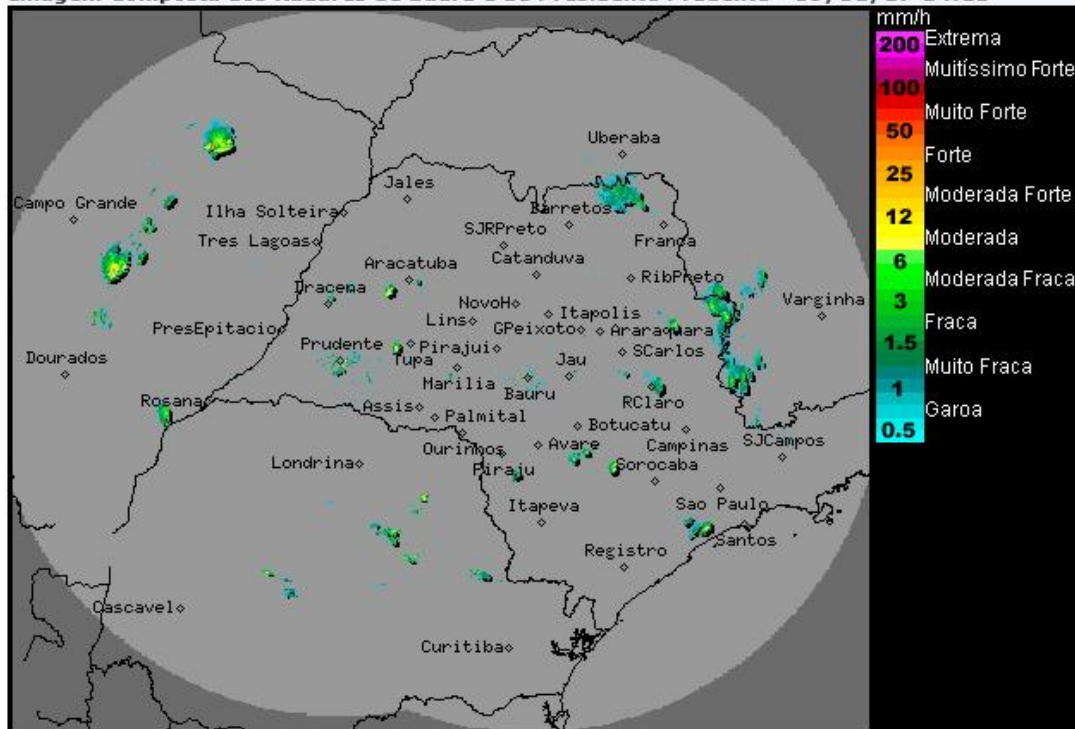 mm/h
200 Extrema
Muitíssimo Forte
100
Muito Forte
50
Forte
25
Moderada Forte
12
Moderada
6
Moderada Fraca
3
Fraca
1.5
Muito Fraca
1
Garoa
0.5
Uberaba
Jales
Campo Grande
Ilha Solteira
Barretos
Tres Lagoas
SJRPreto
Franca
Aracatuba
Catanduva
RibPreto
Dracena
NovoH
Itapolis
Varginha
Lins
PresEpitacio
GPeixoto
Araraquara
Prudente
Pirajui
SCarlos
Dourados
Tupa
Jau
Marilia
Bauru
Rosana
Assis
RClaro
Palmital
Botucatu
Ourinhos
Avare
Campinas
SJCampos
Londrina
Piraju
Sorocaba
Itapeva
Sao Paulo
Santos
Registro
Cascavel
Curitiba